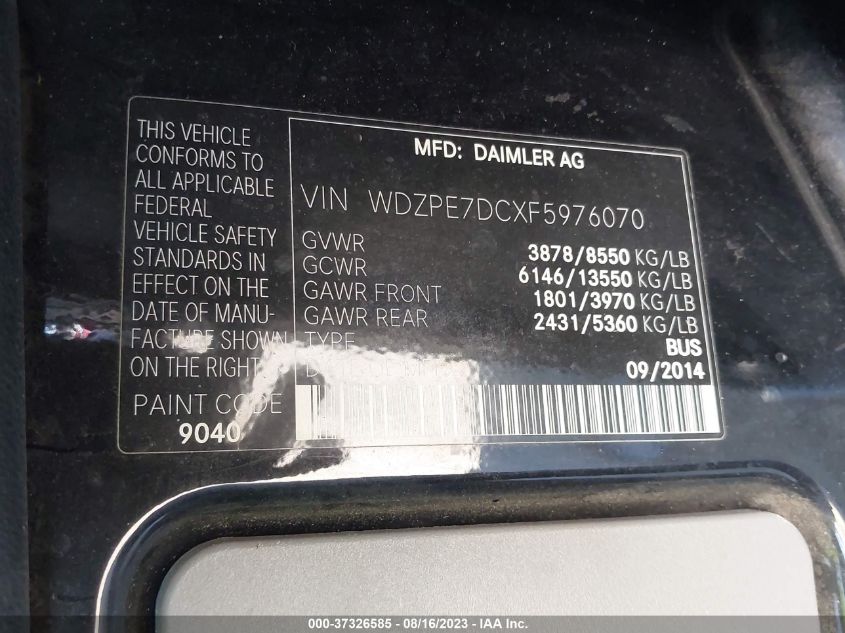 THIS VEHICLE
CONFORMS TO
ALL APPLICABLE
FEDERAL
VEHICLE SAFETY
STANDARDS IN
EFFECT ON THE
DATE OF MANU-
FACTURE SHOWN
ON THE RIGHT
PAINT CODE
9040
MFD: DAIMLER AG
VIN WDZPE7DCXF5976070
GVWR 3878/8550 KG/LB
GCWR 6146/13550 KG/LB
GAWR FRONT 1801/3970 KG/LB
GAWR REAR 2431/5360 KG/LB
TYPE BUS
09/2014
000-37326585 - 08/16/2023 - IAA Inc.